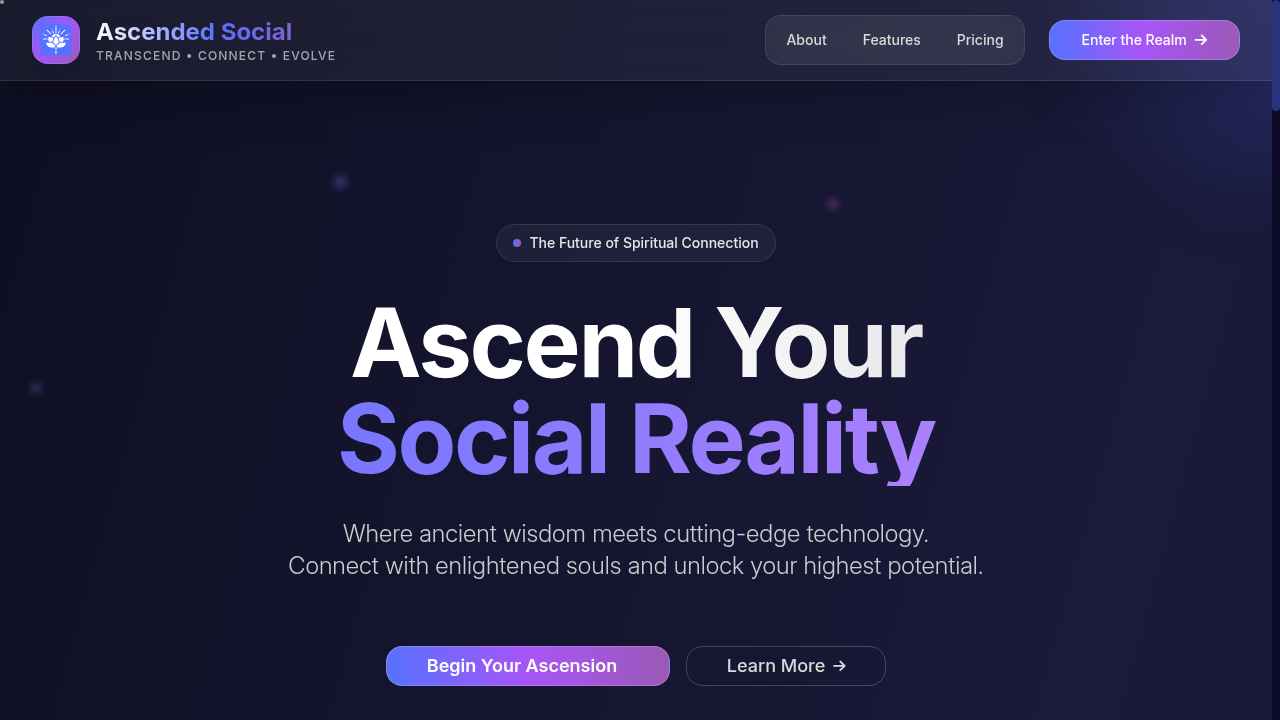 Ascended Social
TRANSCEND • CONNECT • EVOLVE
About
Features
Pricing
Enter the Realm →
The Future of Spiritual Connection
Ascend Your
Social Reality
Where ancient wisdom meets cutting-edge technology.
Connect with enlightened souls and unlock your highest potential.
Begin Your Ascension
Learn More →